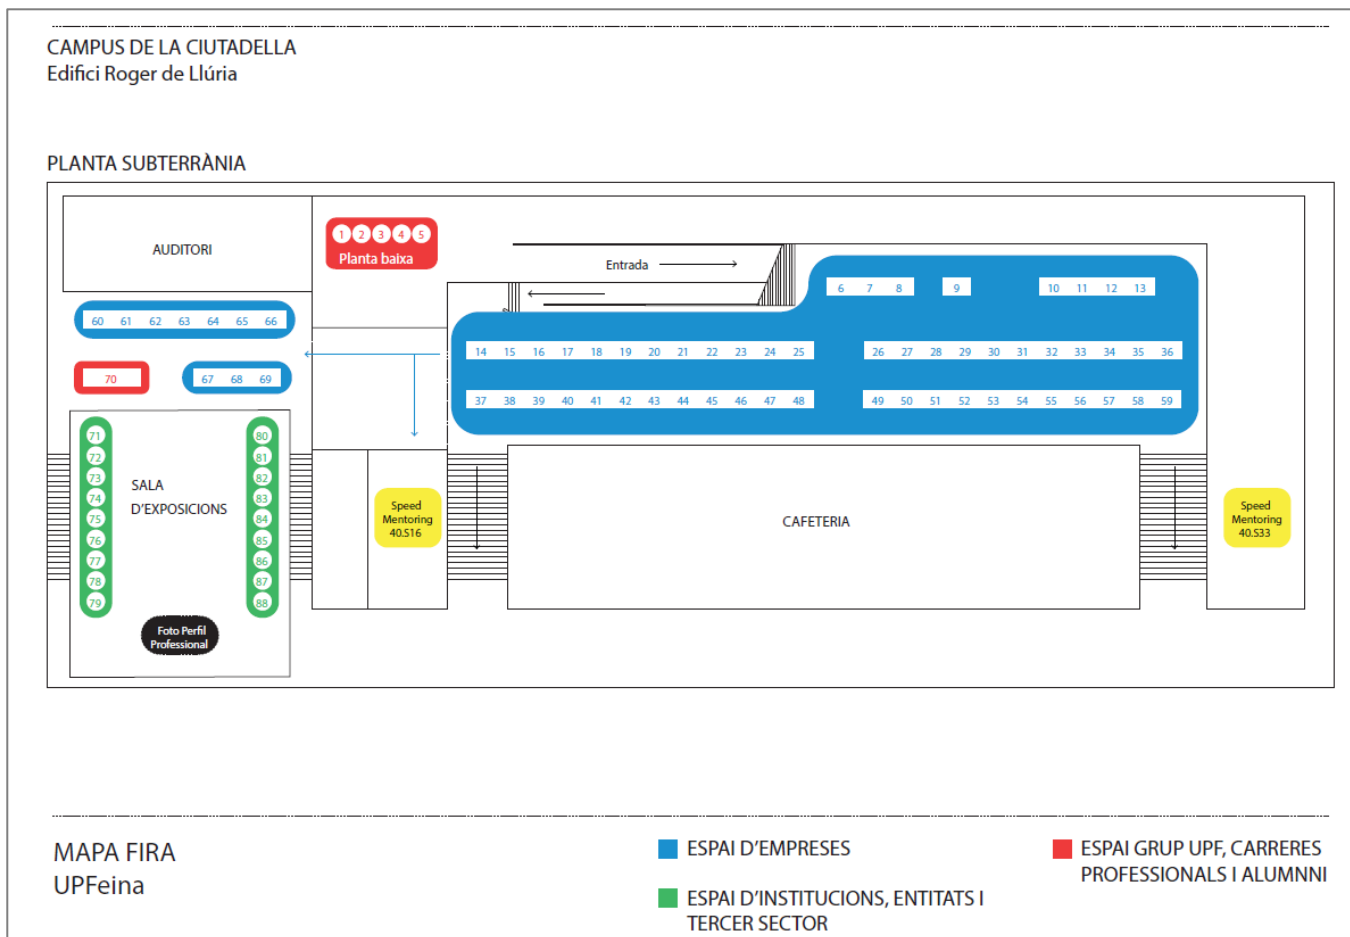 CAMPUS DE LA CIUTADELLA
Edifici Roger de Llúria
PLANTA SUBTERRÀNIA
AUDITORI
1 2 3 4 5
Planta baixa
Entrada
6 7 8 9 10 11 12 13
60 61 62 63 64 65 66
14 15 16 17 18 19 20 21 22 23 24 25 26 27 28 29 30 31 32 33 34 35 36
70 67 68 69
37 38 39 40 41 42 43 44 45 46 47 48 49 50 51 52 53 54 55 56 57 58 59
71 80
72 81
73 82
74 83
75 84
76 85
77 86
78 87
79 88
SALA
D'EXPOSICIONS
Foto Perfil
Professional
Speed
Mentoring
40.S16
CAFETERIA
Speed
Mentoring
40.S33
MAPA FIRA
UPFeina
ESPAI D'EMPRESES
ESPAI D'INSTITUCIONS, ENTITATS I
TERCER SECTOR
ESPAI GRUP UPF, CARRERES
PROFESSIONALS I ALUMNNI